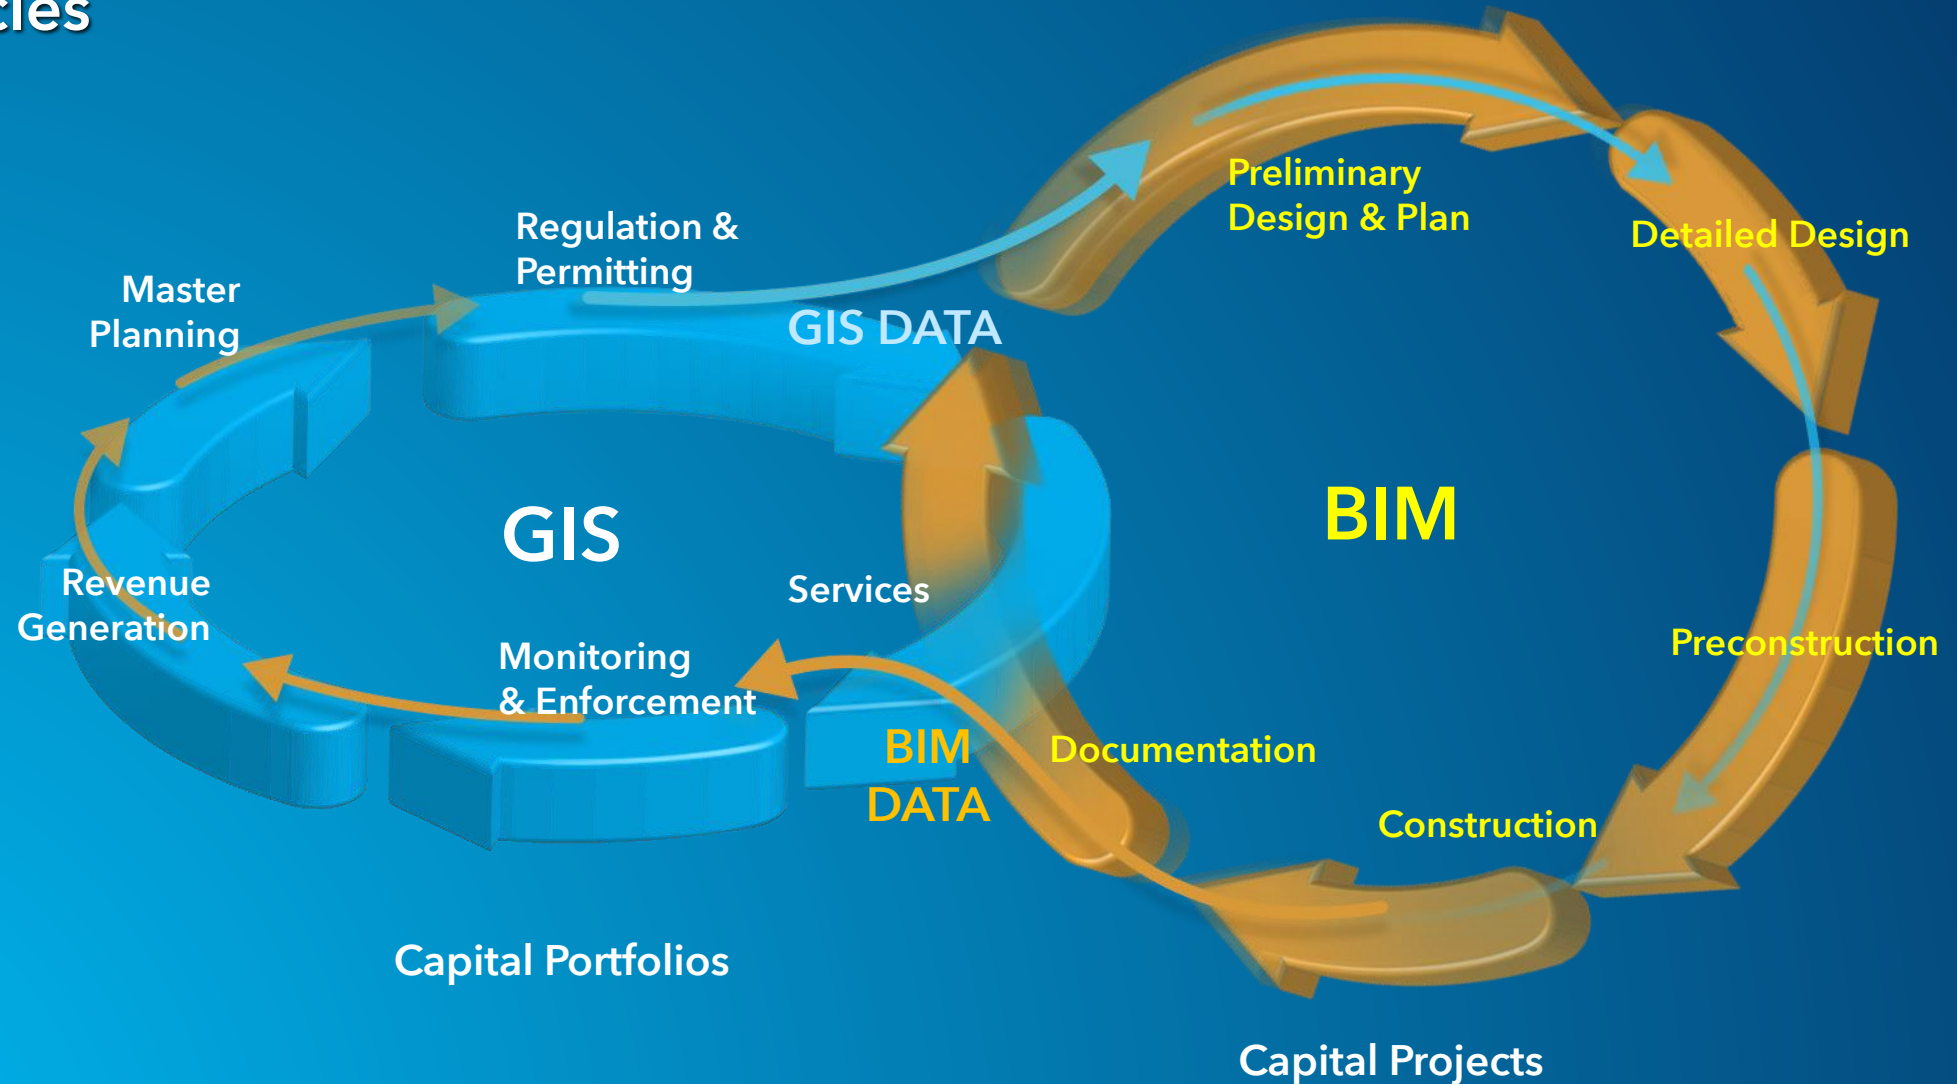 Regulation &
Permitting
Master
Planning
GIS DATA
Preliminary
Design & Plan
Detailed Design
GIS
BIM
Services
Revenue
Generation
Monitoring
& Enforcement
Preconstruction
BIM
DATA
Documentation
Construction
Capital Portfolios
Capital Projects